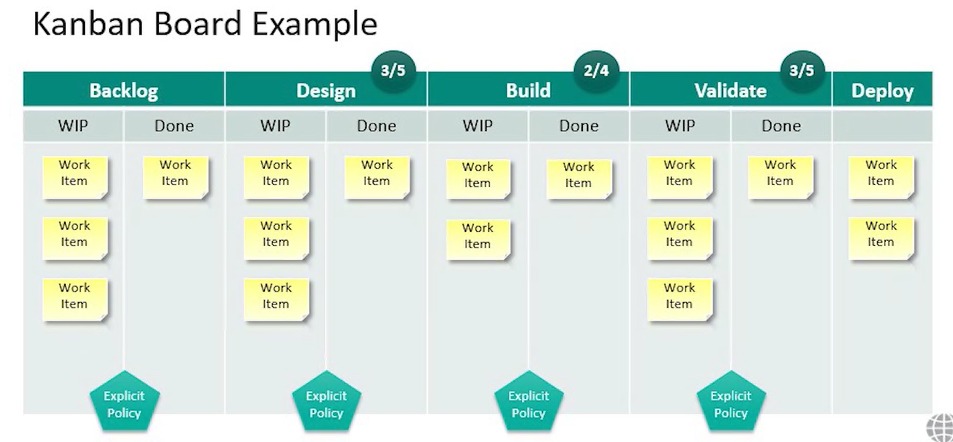 Kanban Board Example
3/5
2/4
3/5
Backlog
Design
Build
Validate
Deploy
WIP
Done
WIP
Done
WIP
Done
WIP
Done
Work
Item
Work
Item
Work
Item
Work
Item
Work
Item
Work
Item
Work
Item
Work
Item
Work
Item
Work
Item
Work
Item
Work
Item
Work
Item
Work
Item
Work
Item
Work
Item
Work
Item
Explicit
Policy
Explicit
Policy
Explicit
Policy
Explicit
Policy